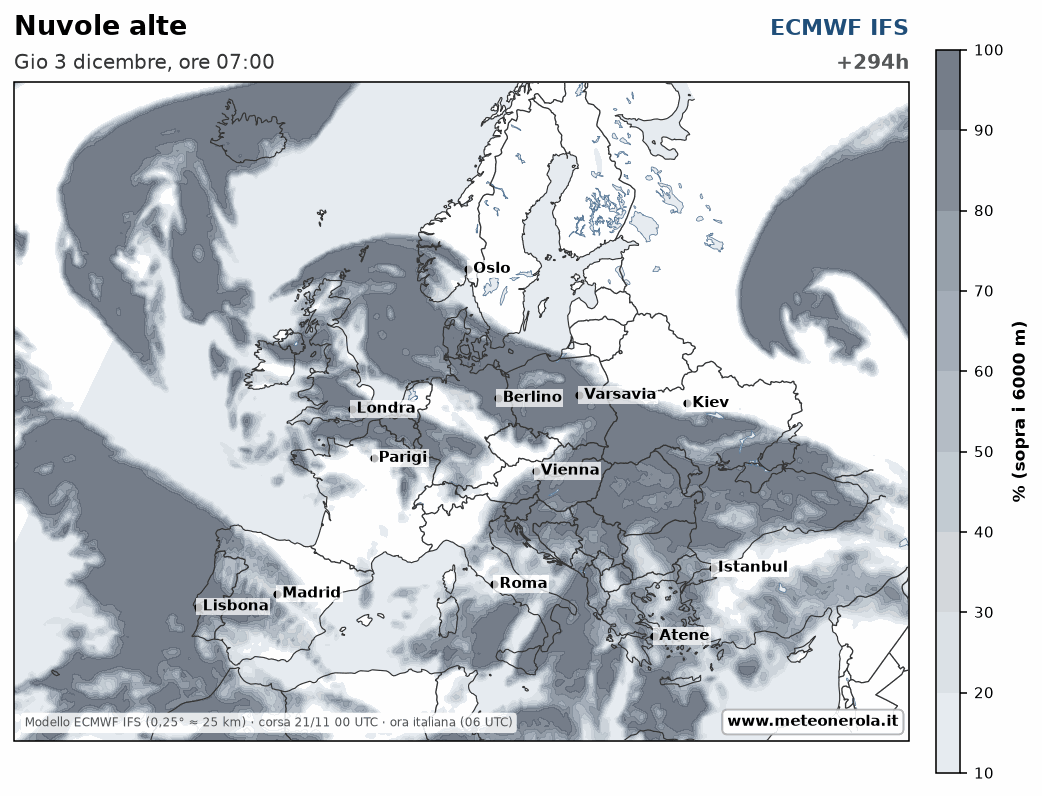 Nuvole alte
ECMWF IFS
Gio 3 dicembre, ore 07:00
+294h
Oslo
Berlino
Varsavia
Kiev
Londra
Parigi
Vienna
Istanbul
Roma
Madrid
Lisbona
Atene
Modello ECMWF IFS (0,25° ≈ 25 km) · corsa 21/11 00 UTC · ora italiana (06 UTC)
www.meteonerola.it
100
90
80
70
60
50
40
30
20
10
% (sopra i 6000 m)